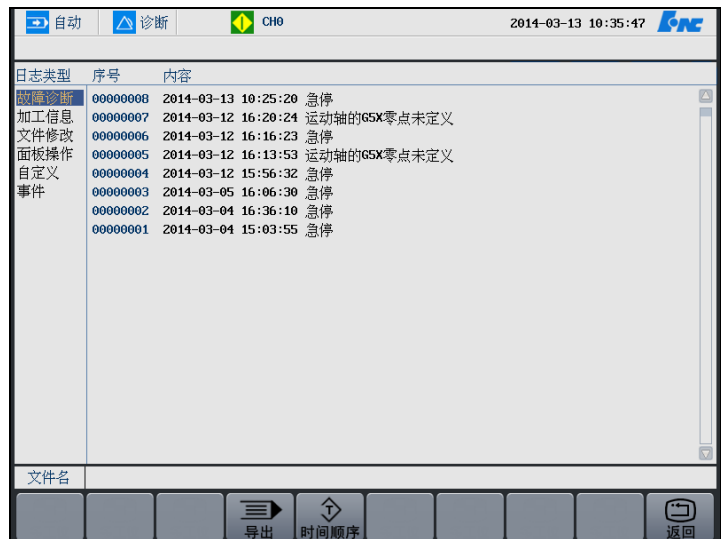 自动 诊断 CH0 2014-03-13 10:35:47 HNC
日志类型 序号 内容
故障诊断 00000008 2014-03-13 10:25:20 急停
加工信息 00000007 2014-03-12 16:20:24 运动轴的G5X零点未定义
文件修改 00000006 2014-03-12 16:16:23 急停
面板操作 00000005 2014-03-12 16:13:53 运动轴的G5X零点未定义
自定义 00000004 2014-03-12 15:56:32 急停
事件 00000003 2014-03-05 16:06:30 急停
00000002 2014-03-04 16:36:10 急停
00000001 2014-03-04 15:03:55 急停
文件名
导出 时间顺序 返回